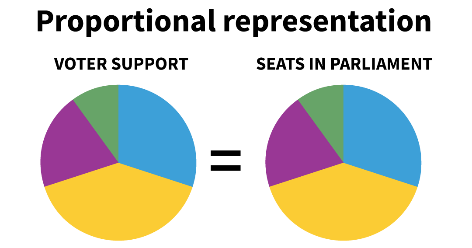 Proportional representation
VOTER SUPPORT
SEATS IN PARLIAMENT
=